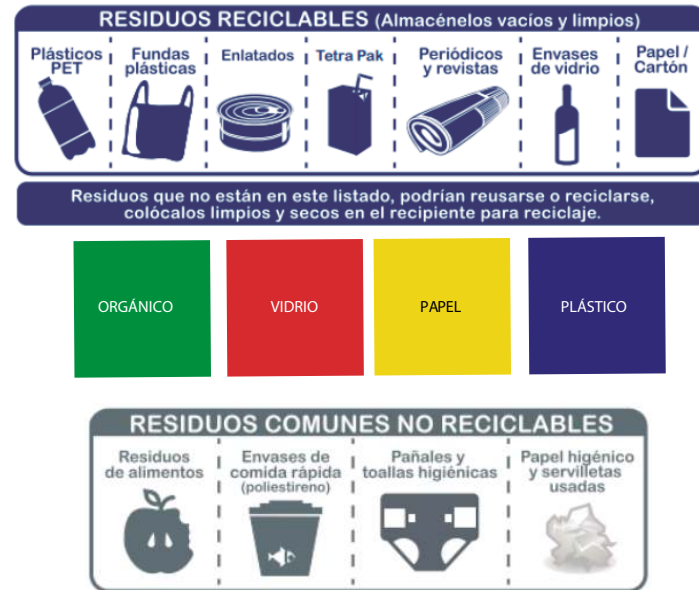 RESIDUOS RECICLABLES (Almacénelos vacíos y limpios)
Plásticos
PET
Fundas
plásticas
Enlatados
Tetra Pak
Periódicos
y revistas
Envases
de vidrio
Papel /
Cartón
Residuos que no están en este listado, podrían reusarse o reciclarse,
colócalos limpios y secos en el recipiente para reciclaje.
ORGÁNICO
VIDRIO
PAPEL
PLÁSTICO
RESIDUOS COMUNES NO RECICLABLES
Residuos
de alimentos
Envases de
comida rápida
(poliestireno)
Pañales y
toallas higiénicas
Papel higénico
y servilletas
usadas